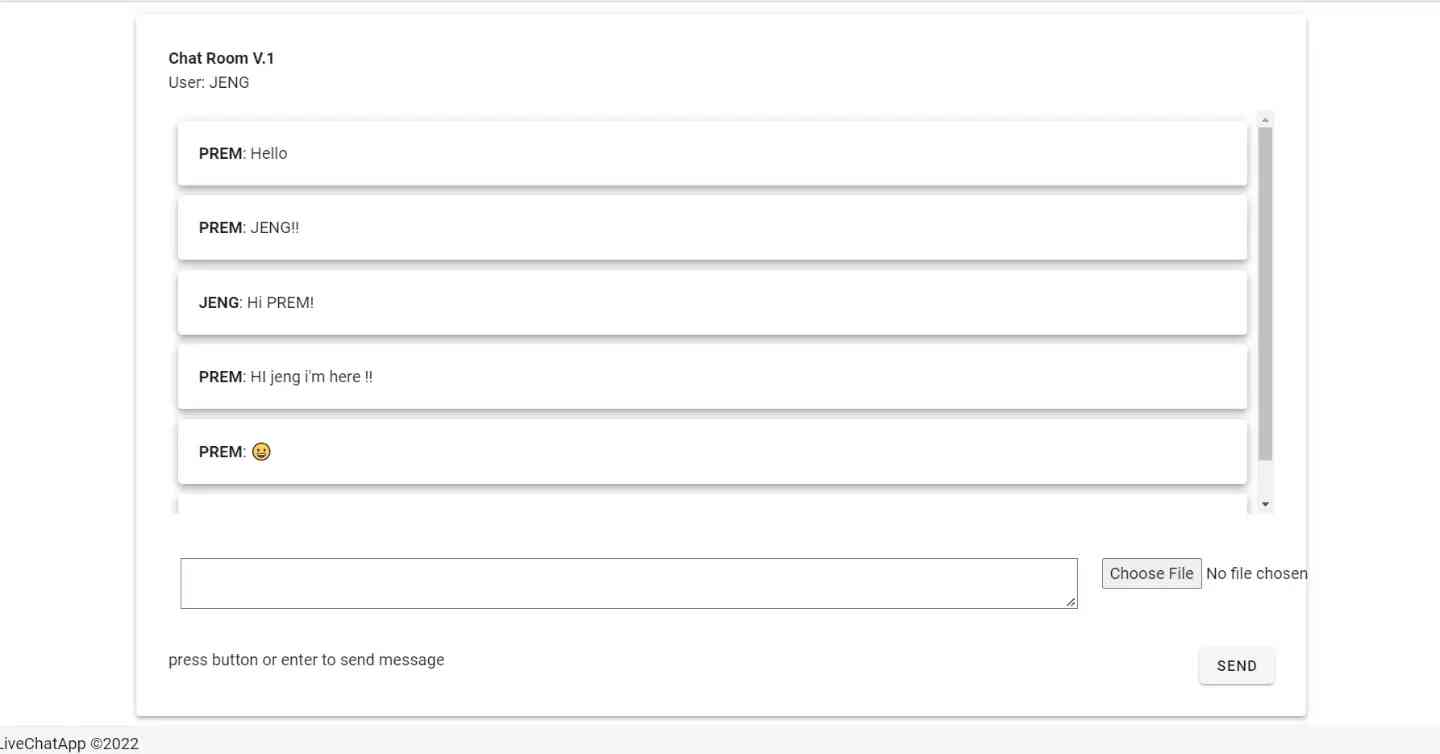 Chat Room V.1
User: JENG
PREM: Hello
PREM: JENG!!
JENG: Hi PREM!
PREM: HI jeng i'm here !!
PREM: 😀
Choose File No file chosen
press button or enter to send message
SEND
LiveChatApp ©2022